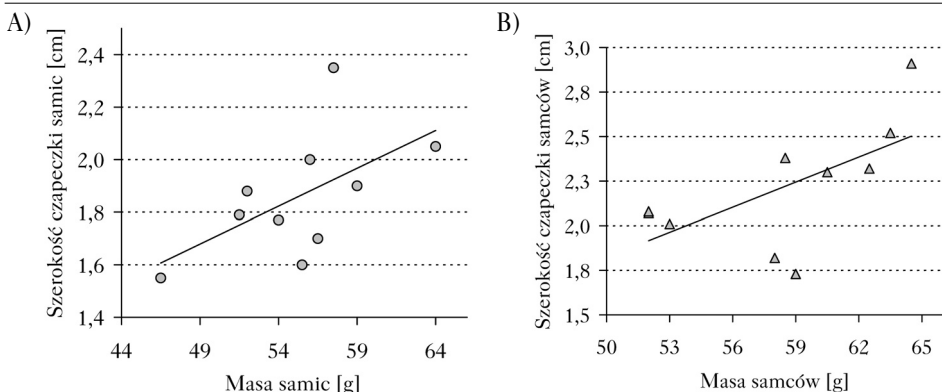 A)
Szerokość czapeczki samic [cm]
2,4
2,2
2,0
1,8
1,6
1,4
44 49 54 59 64
Masa samic [g]
B)
Szerokość czapeczki samców [cm]
3,0
2,8
2,5
2,3
2,0
1,8
1,5
50 53 56 59 62 65
Masa samców [g]